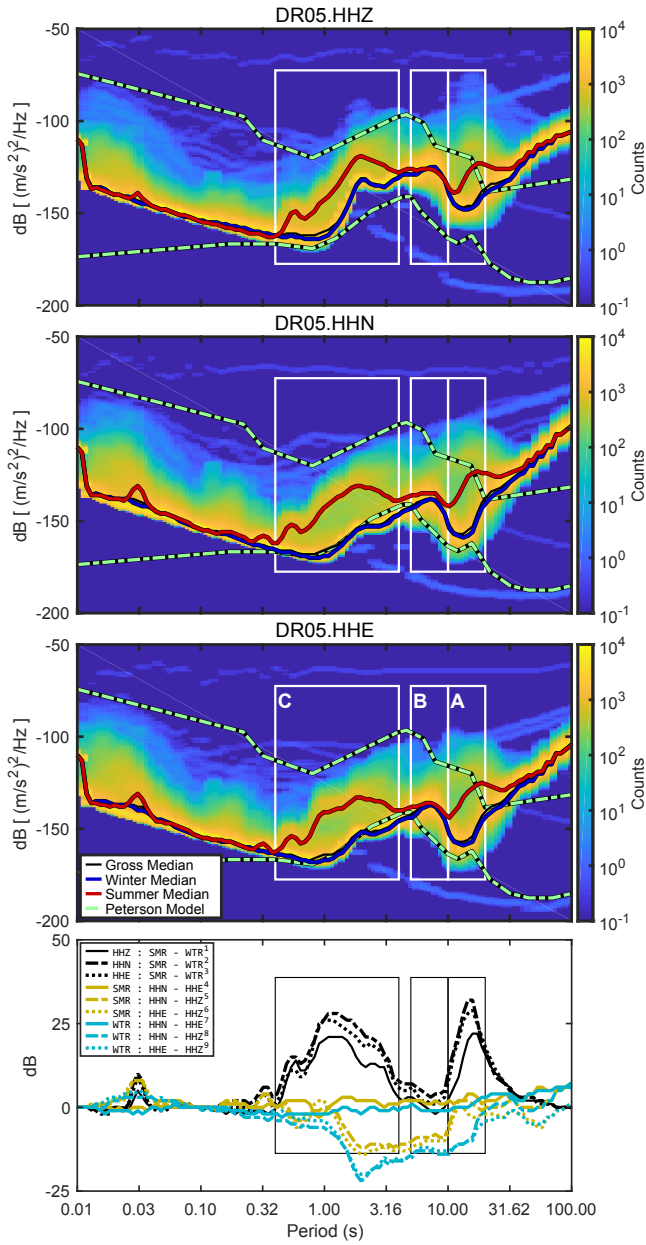 DR05.HHZ
-50
-100
-150
-200
dB [ (m/s²)²/Hz]
10⁴
10³
10²
10¹
10⁰
10⁻¹
Counts
DR05.HHN
-50
-100
-150
-200
dB [ (m/s²)²/Hz]
10⁴
10³
10²
10¹
10⁰
10⁻¹
Counts
DR05.HHE
-50
-100
-150
-200
dB [ (m/s²)²/Hz]
C
B
A
Gross Median
Winter Median
Summer Median
Peterson Model
10⁴
10³
10²
10¹
10⁰
10⁻¹
Counts
50
25
0
-25
dB
HHZ : SMR - WTR¹
HHN : SMR - WTR²
HHE : SMR - WTR³
SMR : HHN - HHE⁴
SMR : HHN - HHZ⁵
SMR : HHE - HHZ⁶
WTR : HHN - HHE⁷
WTR : HHN - HHZ⁸
WTR : HHE - HHZ⁹
0.01 0.03 0.10 0.32 1.00 3.16 10.00 31.62 100.00
Period (s)